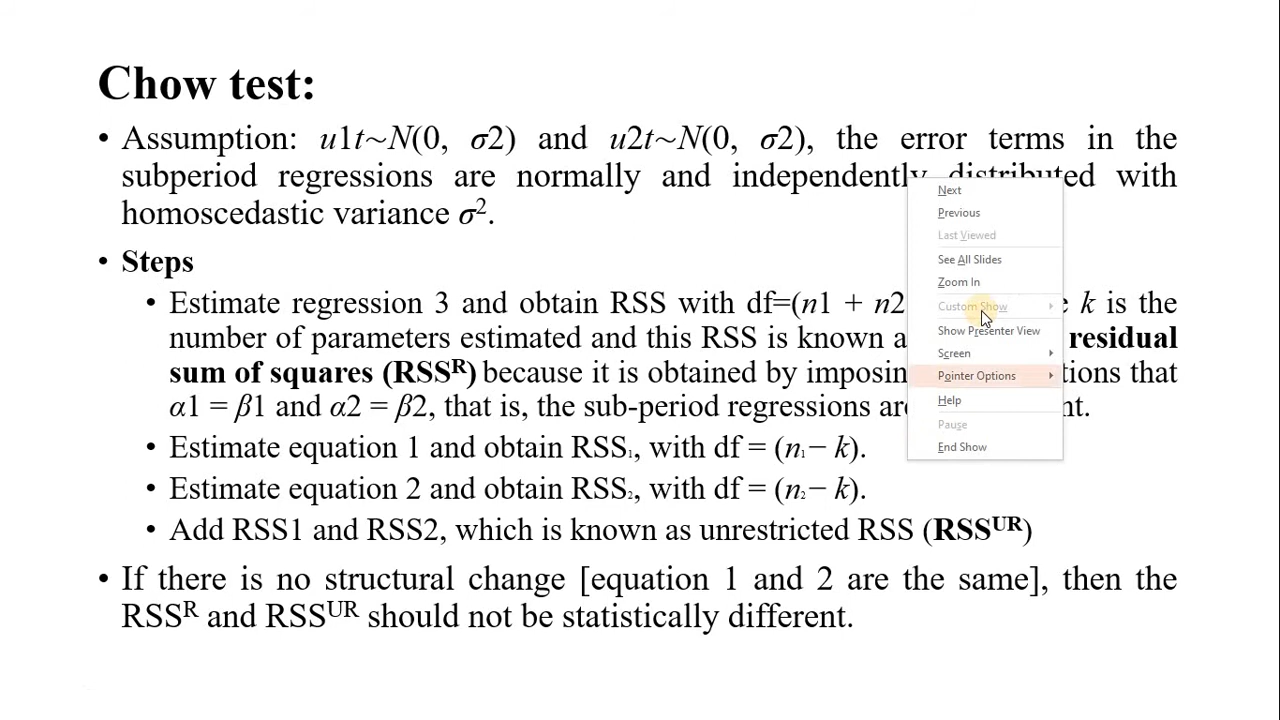 Chow test:
• Assumption: u1t~N(0, σ2) and u2t~N(0, σ2), the error terms in the
subperiod regressions are normally and independently distributed with
homoscedastic variance σ².
• Steps
• Estimate regression 3 and obtain RSS with df=(n1 + n2 k is the
number of parameters estimated and this RSS is known residual
sum of squares (RSSᴿ) because it is obtained by that
α1 = β1 and α2 = β2, that is, the sub-period regressions
• Estimate equation 1 and obtain RSS₁, with df = (n₁− k).
• Estimate equation 2 and obtain RSS₂, with df = (n₂− k).
• Add RSS1 and RSS2, which is known as unrestricted RSS (RSSᵁᴿ)
• If there is no structural change [equation 1 and 2 are the same], then the
RSSᴿ and RSSᵁᴿ should not be statistically different.
Next
Previous
Last Viewed
See All Slides
Zoom In
Custom Show
Show Presenter View
Screen
Pointer Options
Help
Pause
End Show